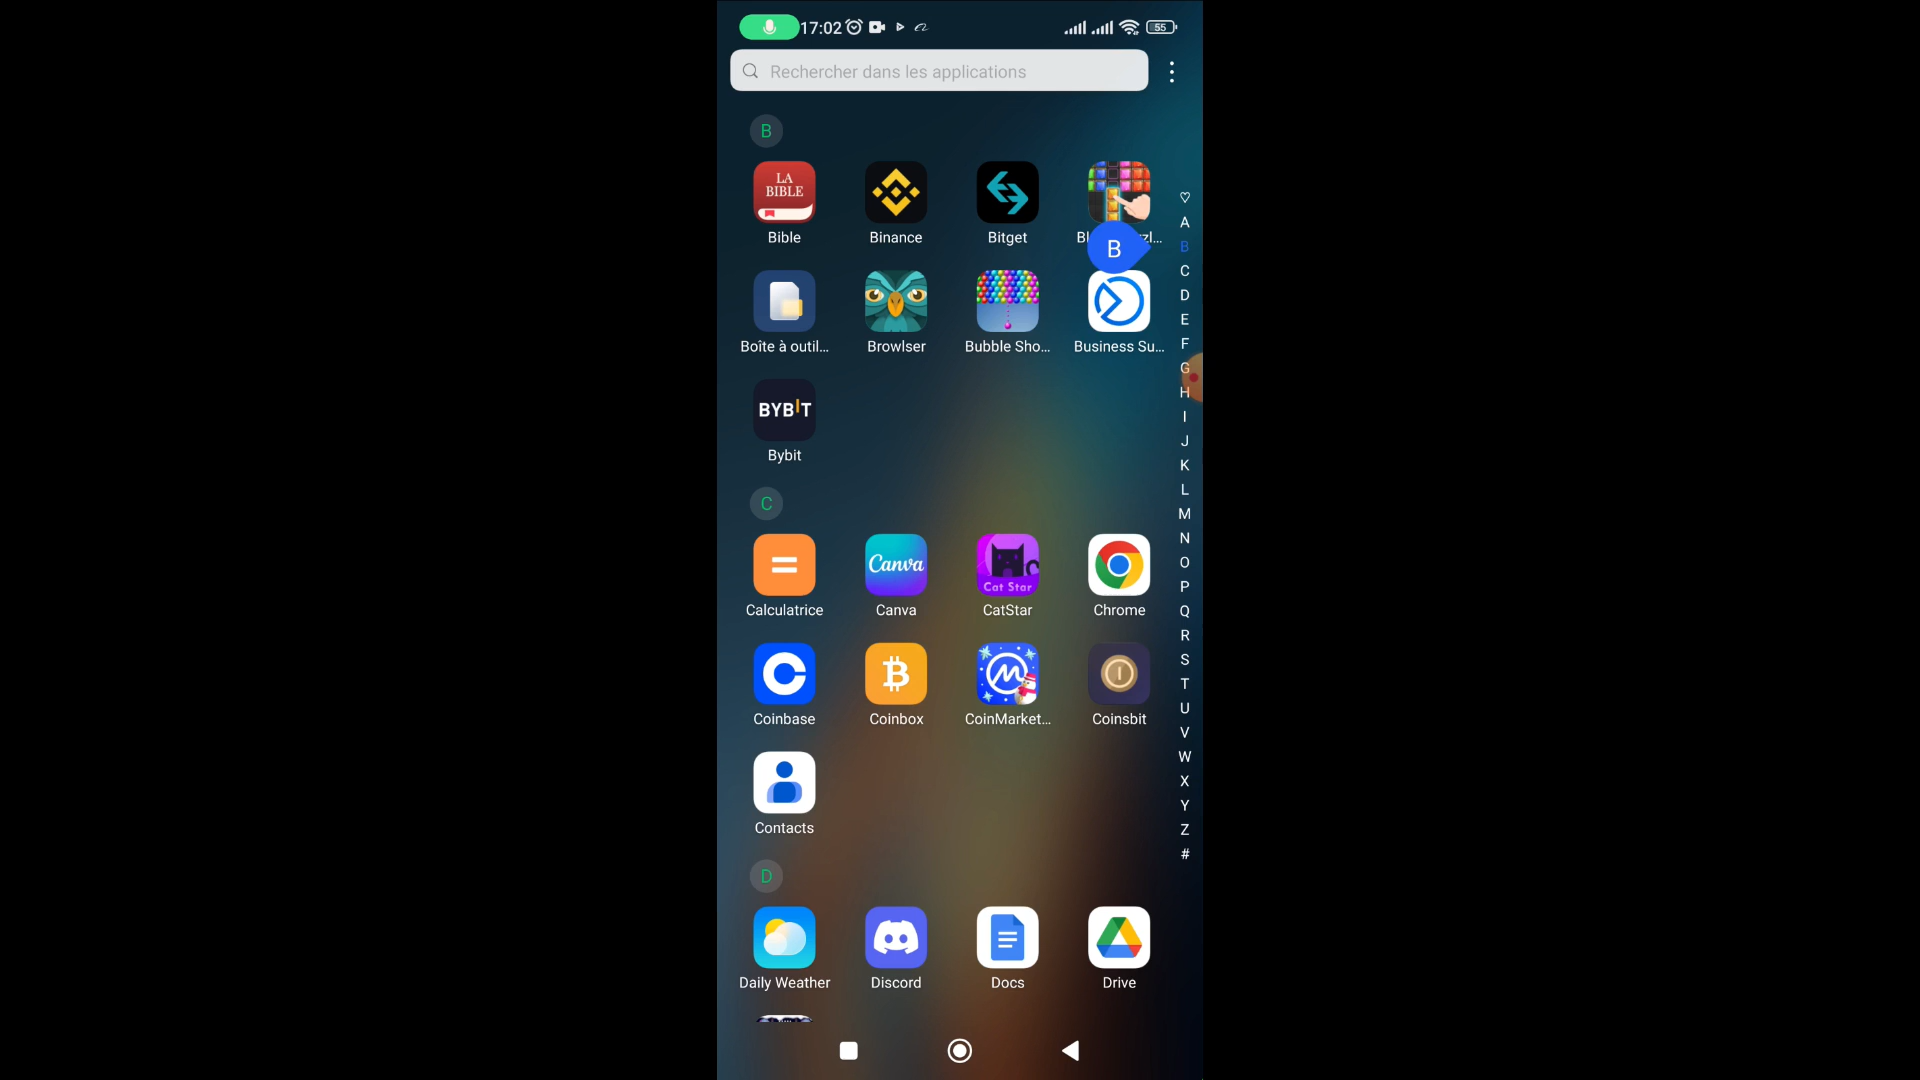 17:02 55
Rechercher dans les applications
B
LA
BIBLE
Bible Binance Bitget
B
Boîte à outil... Browlser Bubble Sho... Business Su...
BYBIT
Bybit
C
Canva
Cat Star
Calculatrice Canva CatStar Chrome
Coinbase Coinbox CoinMarket... Coinsbit
Contacts
D
Daily Weather Discord Docs Drive
A
B
C
D
E
F
G
H
I
J
K
L
M
N
O
P
Q
R
S
T
U
V
W
X
Y
Z
#